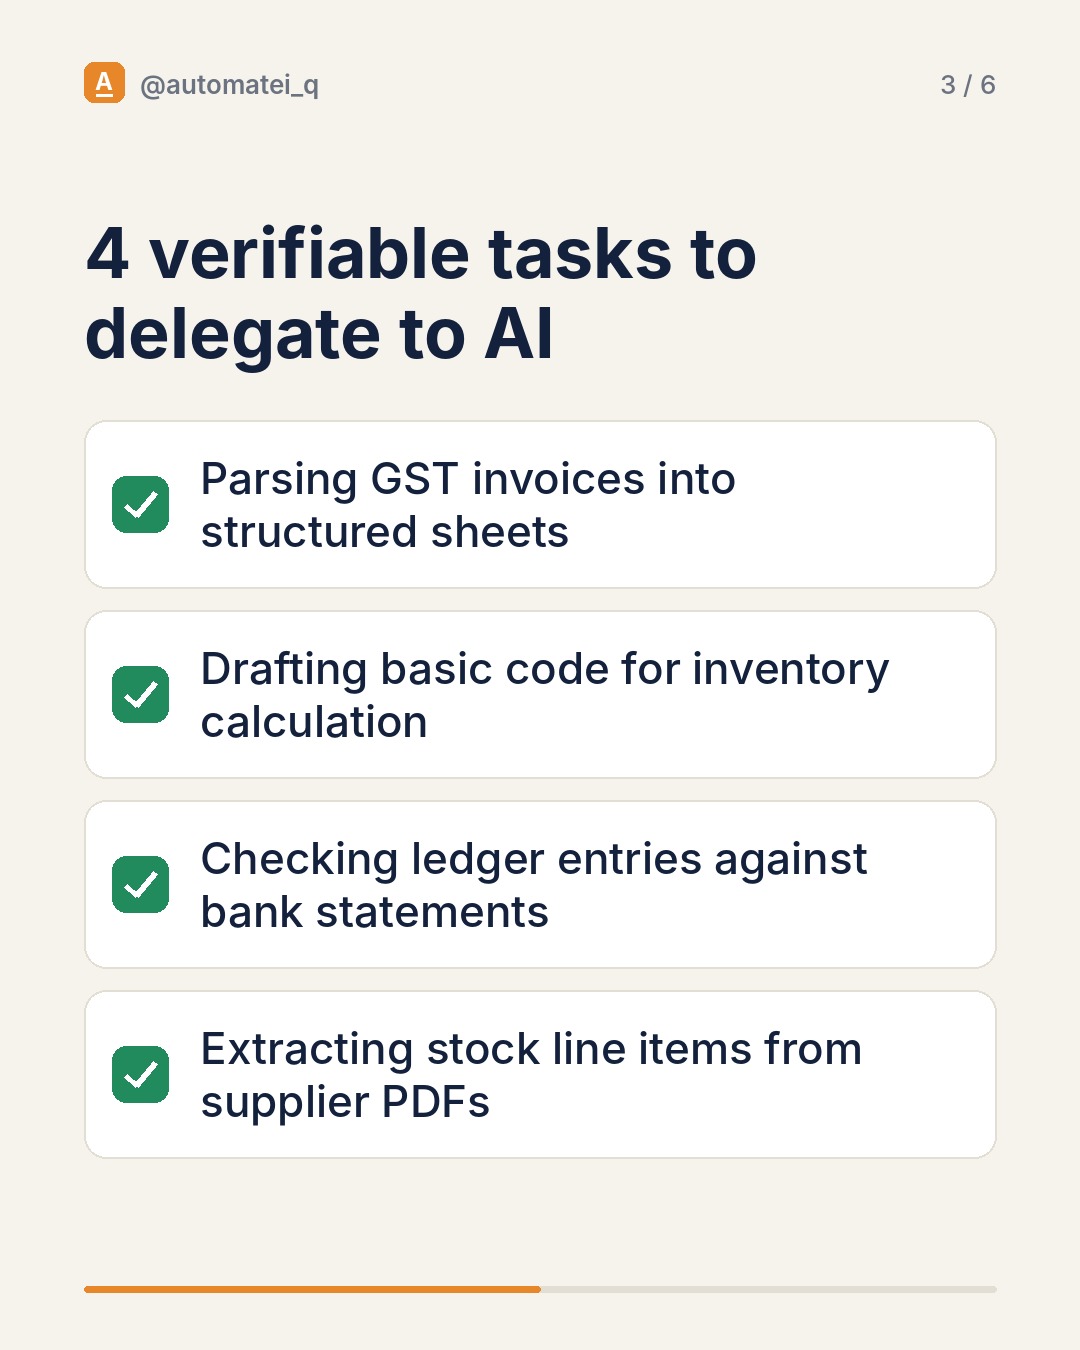 A @automatei_q
3 / 6
4 verifiable tasks to
delegate to AI
Parsing GST invoices into
structured sheets
Drafting basic code for inventory
calculation
Checking ledger entries against
bank statements
Extracting stock line items from
supplier PDFs